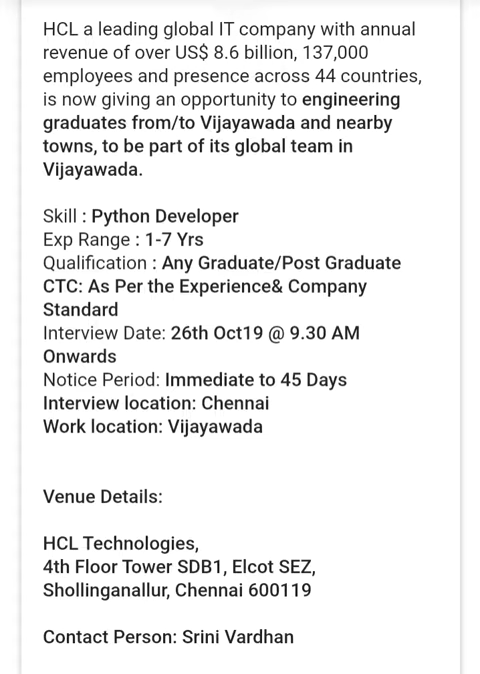 HCL a leading global IT company with annual
revenue of over US$ 8.6 billion, 137,000
employees and presence across 44 countries,
is now giving an opportunity to engineering
graduates from/to Vijayawada and nearby
towns, to be part of its global team in
Vijayawada.
Skill : Python Developer
Exp Range : 1-7 Yrs
Qualification : Any Graduate/Post Graduate
CTC: As Per the Experience& Company
Standard
Interview Date: 26th Oct19 @ 9.30 AM
Onwards
Notice Period: Immediate to 45 Days
Interview location: Chennai
Work location: Vijayawada
Venue Details:
HCL Technologies,
4th Floor Tower SDB1, Elcot SEZ,
Shollinganallur, Chennai 600119
Contact Person: Srini Vardhan